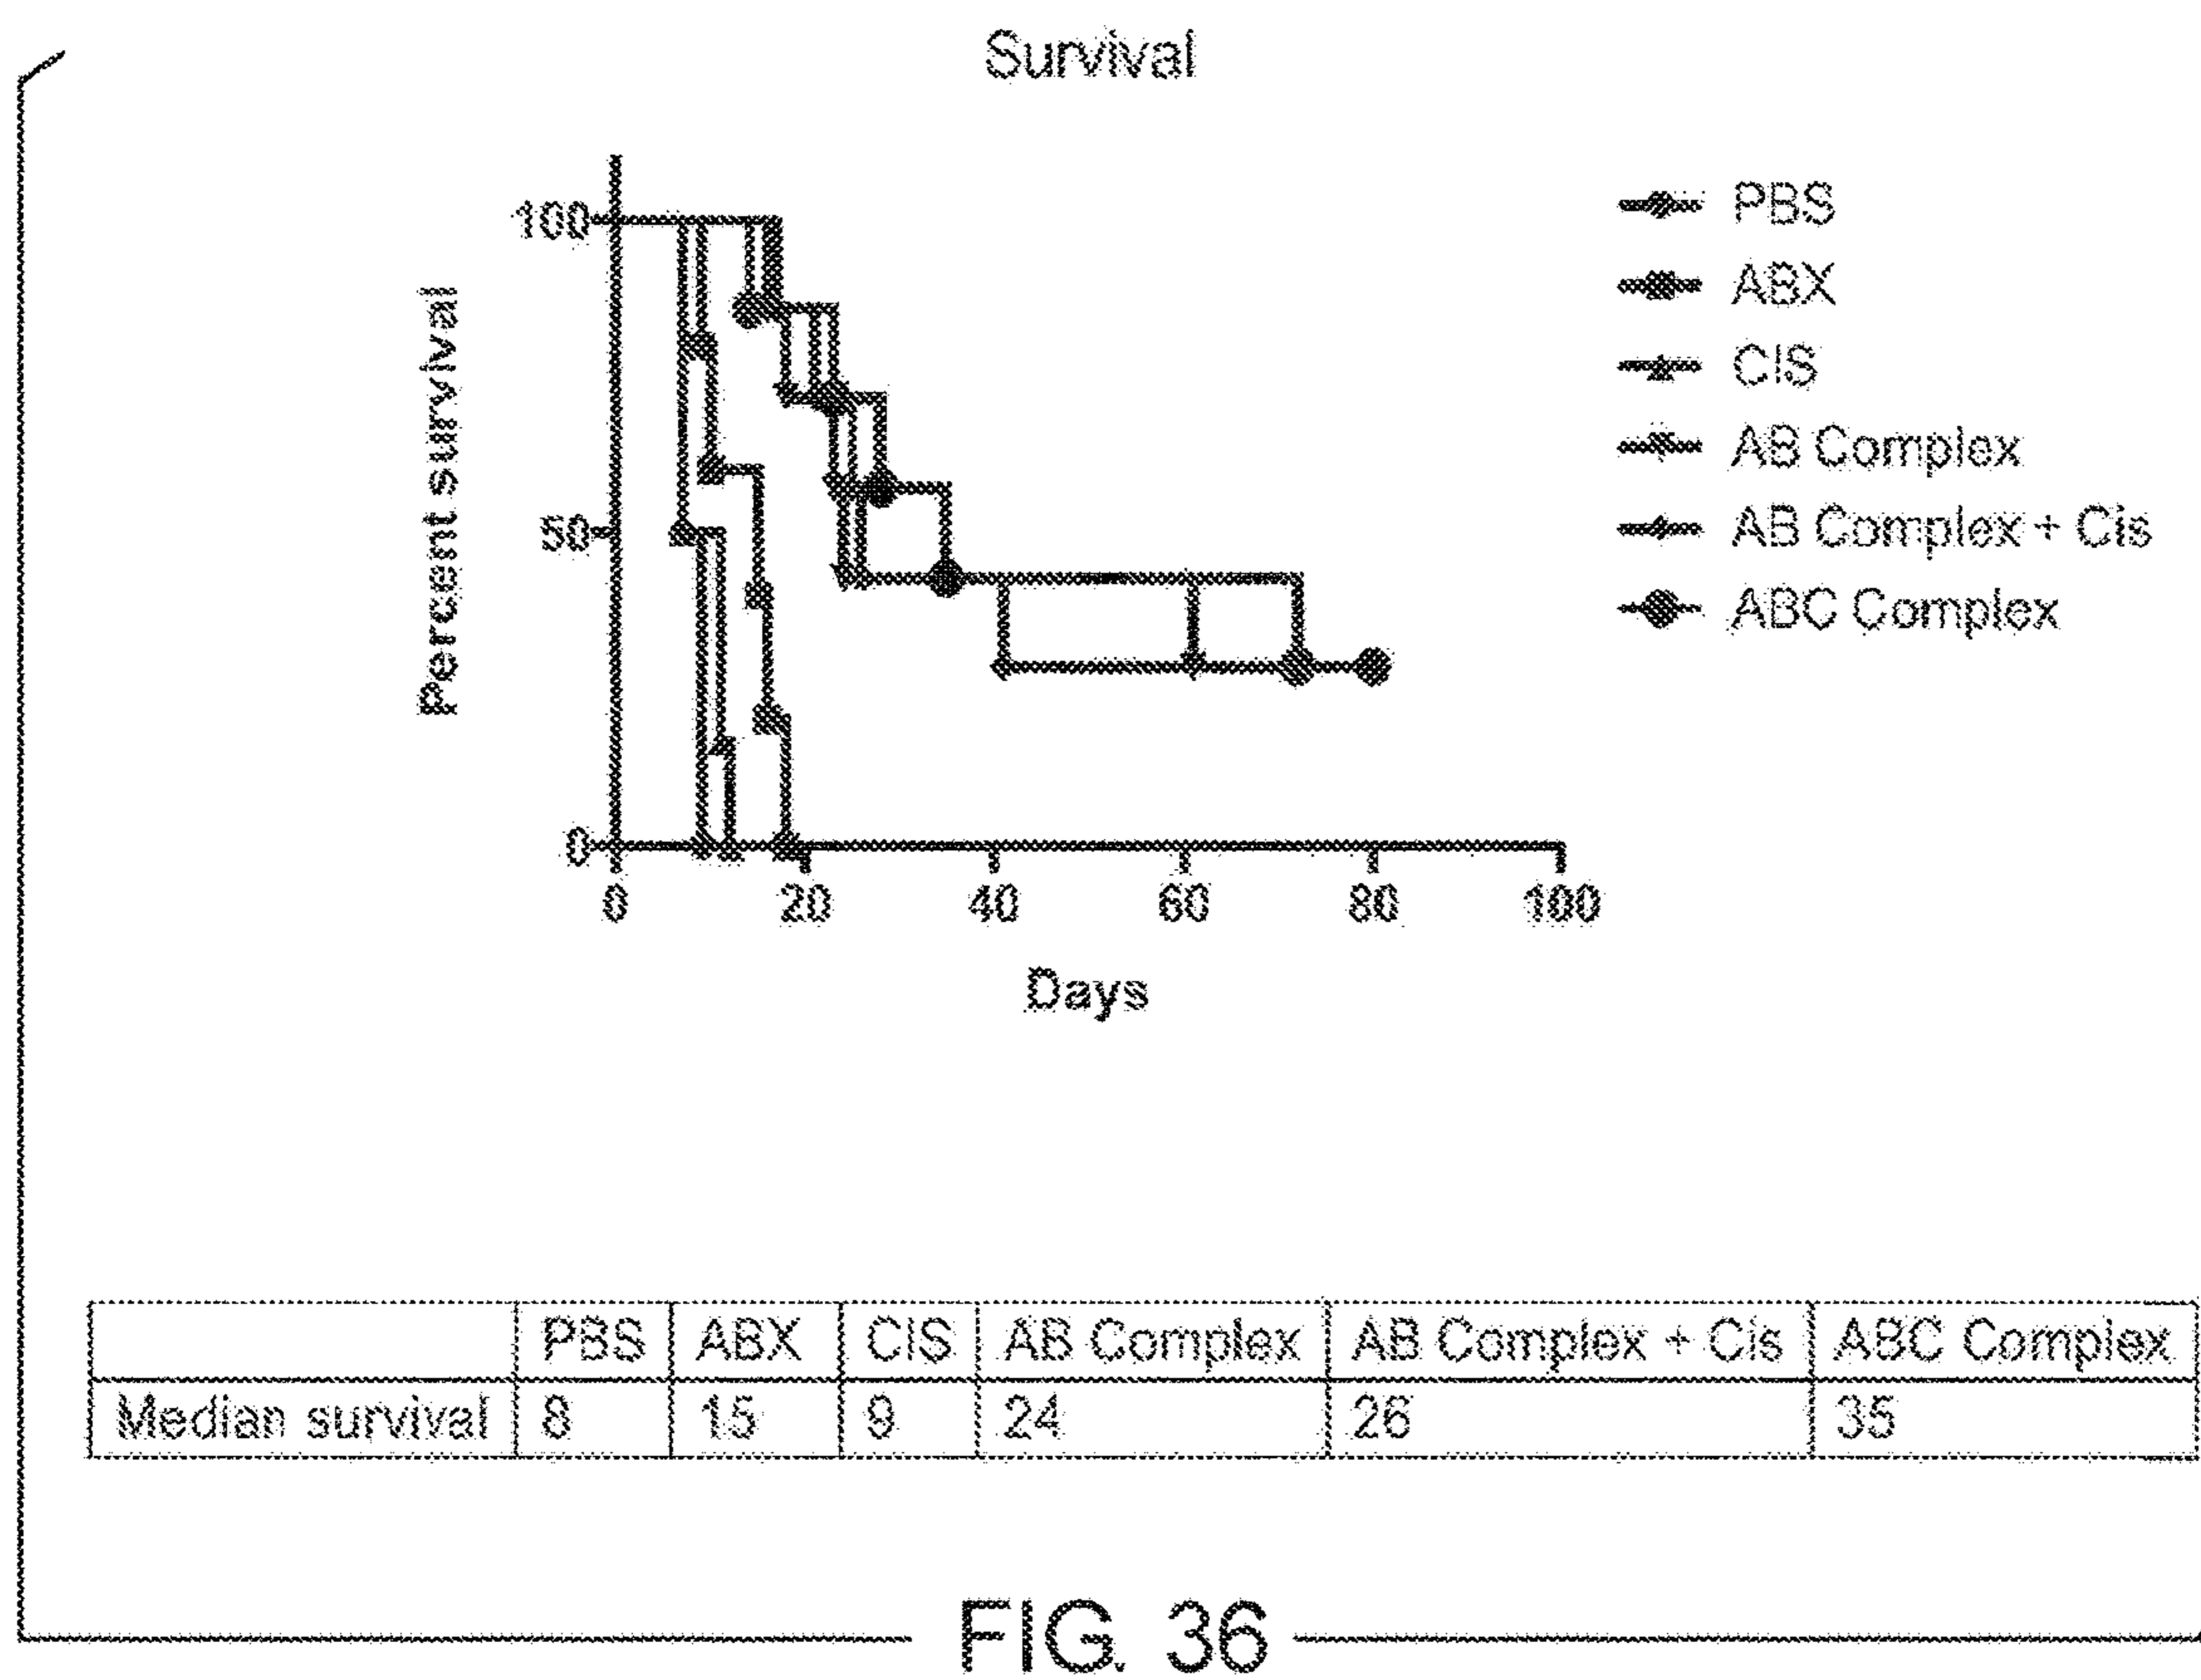 Survival
Percent survival
100
50
0
0 20 40 60 80 100
Days
PBS
ABX
CIS
AB Complex
AB Complex + Cis
ABC Complex
PBS ABX CIS AB Complex AB Complex + Cis ABC Complex
Median survival 8 15 9 24 26 35
FIG. 36